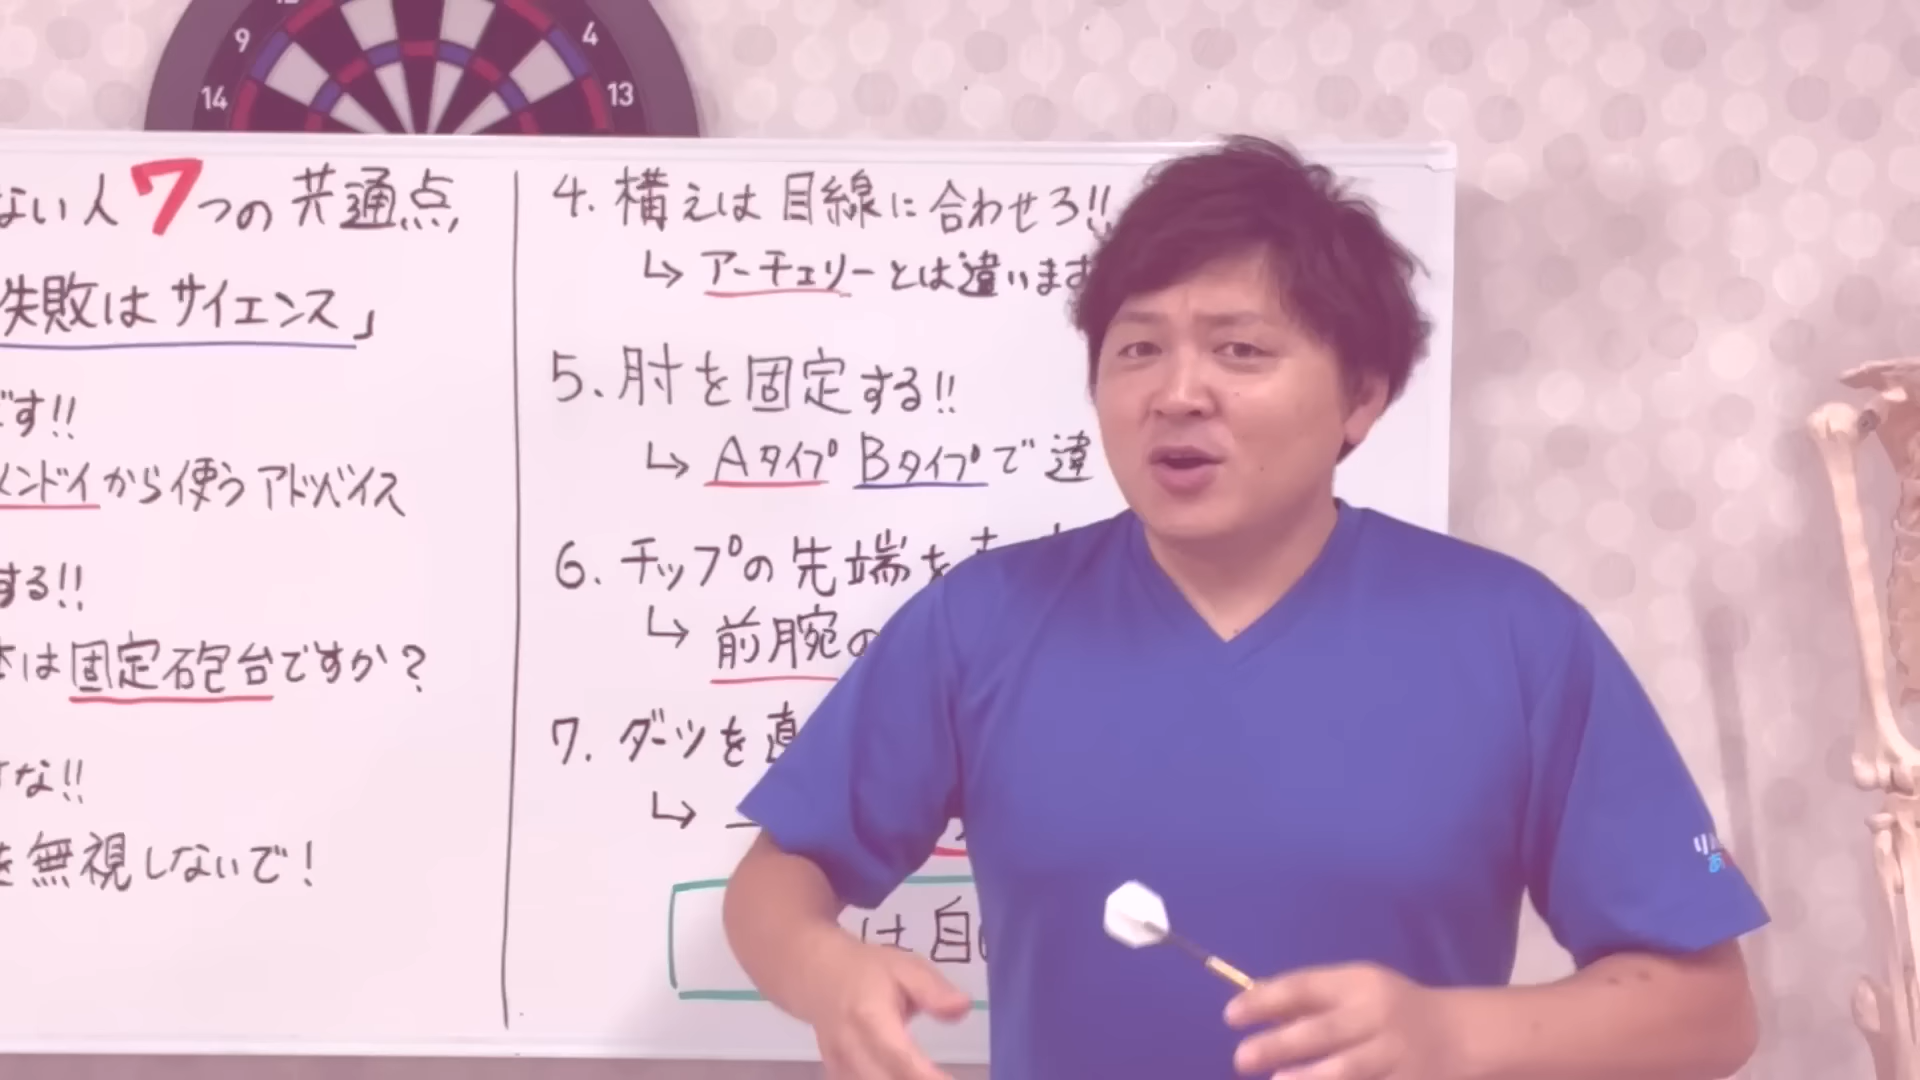 9
4
14
13
ない人7つの共通点
失敗はサイエンス」
です!!
メンドイから使うアドバイス
する!!
は固定砲台ですか?
な!!
を無視しないで!
4. 構えは目線に合わせろ!!
↳ アーチェリーとは違います
5. 肘を固定する!!
↳ Aタイプ Bタイプで違
6. チップの先端を
↳ 前腕の
7. ダーツを直
↳
は自